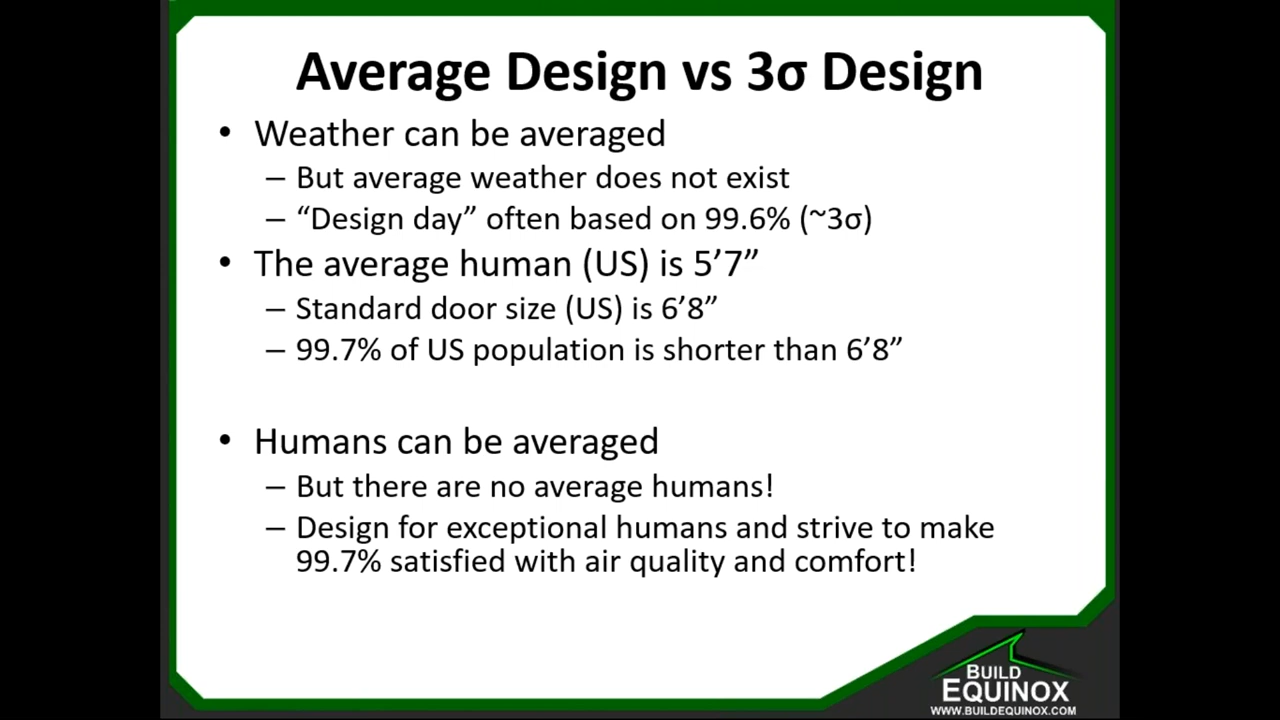 Average Design vs 3σ Design
• Weather can be averaged
– But average weather does not exist
– “Design day” often based on 99.6% (~3σ)
• The average human (US) is 5’7”
– Standard door size (US) is 6’8”
– 99.7% of US population is shorter than 6’8”
• Humans can be averaged
– But there are no average humans!
– Design for exceptional humans and strive to make
99.7% satisfied with air quality and comfort!
BUILD
EQUINOX
WWW.BUILDEQUINOX.COM